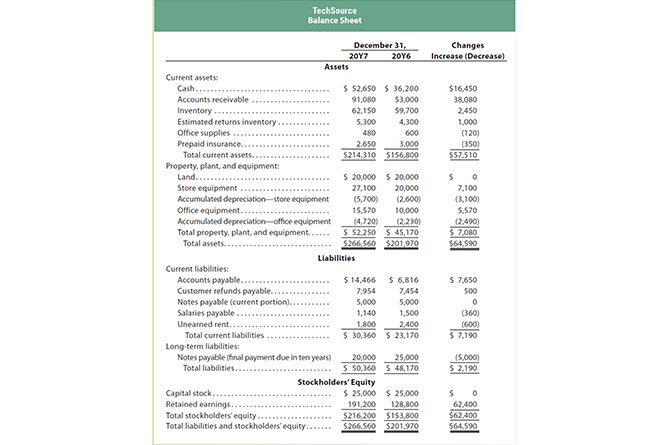 TechSource
Balance Sheet
December 31, Changes
20Y7 20Y6 Increase (Decrease)
Assets
Current assets:
Cash $ 52,650 $ 36,200 $16,450
Accounts receivable 91,080 53,000 38,080
Inventory 62,150 59,700 2,450
Estimated returns inventory 5,300 4,300 1,000
Office supplies 480 600 (120)
Prepaid insurance 2,650 3,000 (350)
Total current assets $214,310 $156,800 $57,510
Property, plant, and equipment:
Land $ 20,000 $ 20,000 $ 0
Store equipment 27,100 20,000 7,100
Accumulated depreciation—store equipment (5,700) (2,600) (3,100)
Office equipment 15,570 10,000 5,570
Accumulated depreciation—office equipment (4,720) (2,230) (2,490)
Total property, plant, and equipment $ 52,250 $ 45,170 $ 7,080
Total assets $266,560 $201,970 $64,590
Liabilities
Current liabilities:
Accounts payable $ 14,466 $ 6,816 $ 7,650
Customer refunds payable 7,954 7,454 500
Notes payable (current portion) 5,000 5,000 0
Salaries payable 1,140 1,500 (360)
Unearned rent 1,800 2,400 (600)
Total current liabilities $ 30,360 $ 23,170 $ 7,190
Long-term liabilities:
Notes payable (final payment due in ten years) 20,000 25,000 (5,000)
Total liabilities $ 50,360 $ 48,170 $ 2,190
Stockholders' Equity
Capital stock $ 25,000 $ 25,000 $ 0
Retained earnings 191,200 128,800 62,400
Total stockholders' equity $216,200 $153,800 $62,400
Total liabilities and stockholders' equity $266,560 $201,970 $64,590